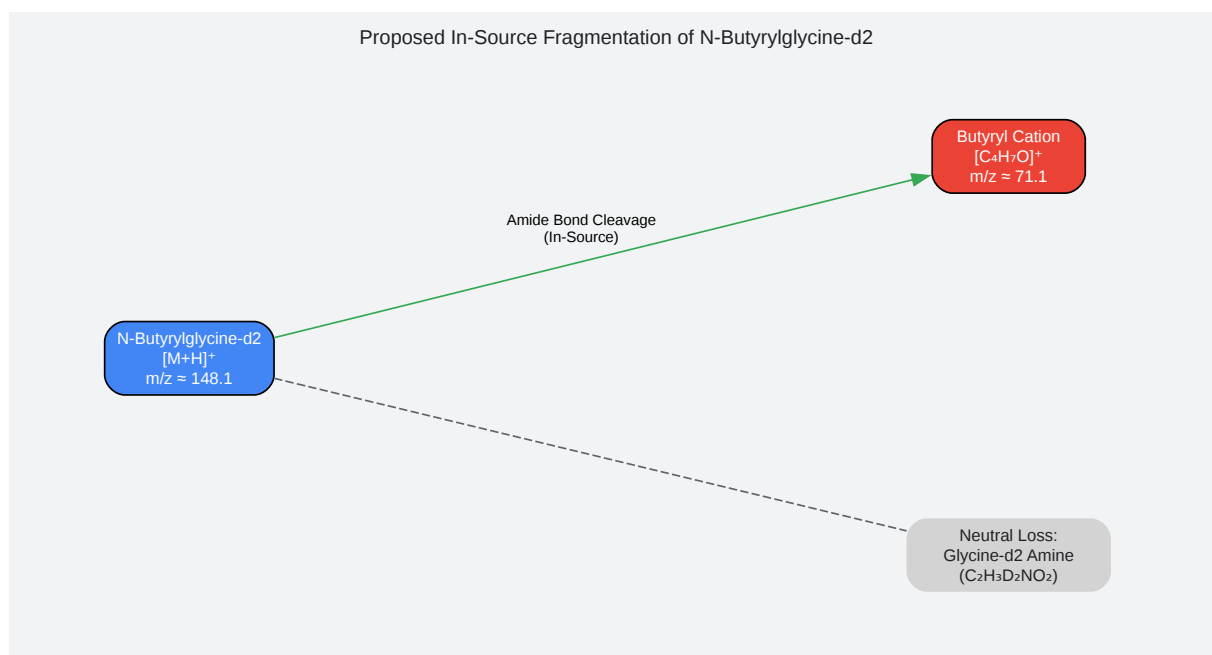 Proposed In-Source Fragmentation of N-Butyrylglycine-d2
Butyryl Cation
[C₄H₇O]⁺
m/z ≈ 71.1
Amide Bond Cleavage
(In-Source)
N-Butyrylglycine-d2
[M+H]⁺
m/z ≈ 148.1
Neutral Loss:
Glycine-d2 Amine
(C₂H₃D₂NO₂)